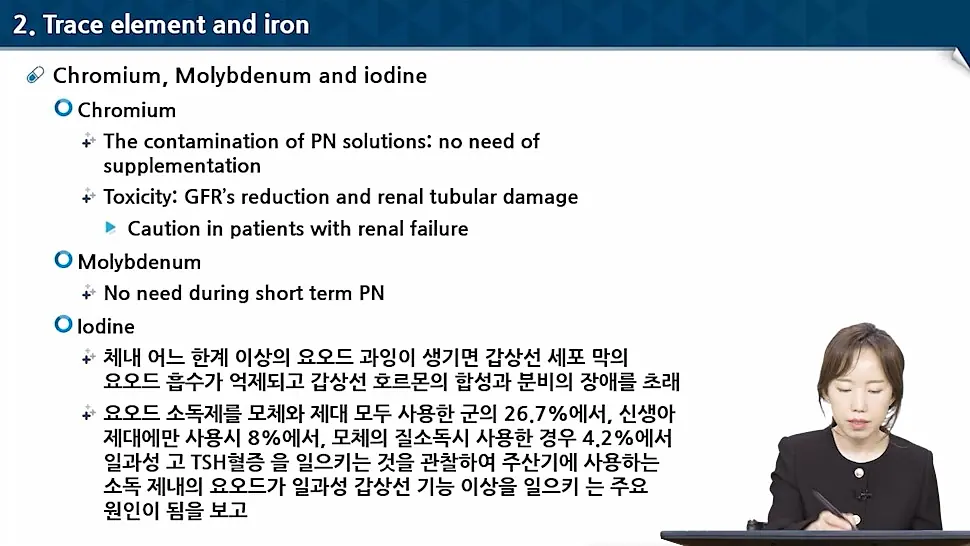 2. Trace element and iron
Chromium, Molybdenum and iodine
Chromium
The contamination of PN solutions: no need of
supplementation
Toxicity: GFR's reduction and renal tubular damage
Caution in patients with renal failure
Molybdenum
No need during short term PN
Iodine
체내 어느 한계 이상의 요오드 과잉이 생기면 갑상선 세포 막의
요오드 흡수가 억제되고 갑상선 호르몬의 합성과 분비의 장애를 초래
요오드 소독제를 모체와 제대 모두 사용한 군의 26.7%에서, 신생아
제대에만 사용시 8%에서, 모체의 질소독시 사용한 경우 4.2%에서
일과성 고 TSH혈증 을 일으키는 것을 관찰하여 주산기에 사용하는
소독 제내의 요오드가 일과성 갑상선 기능 이상을 일으키 는 주요
원인이 됨을 보고